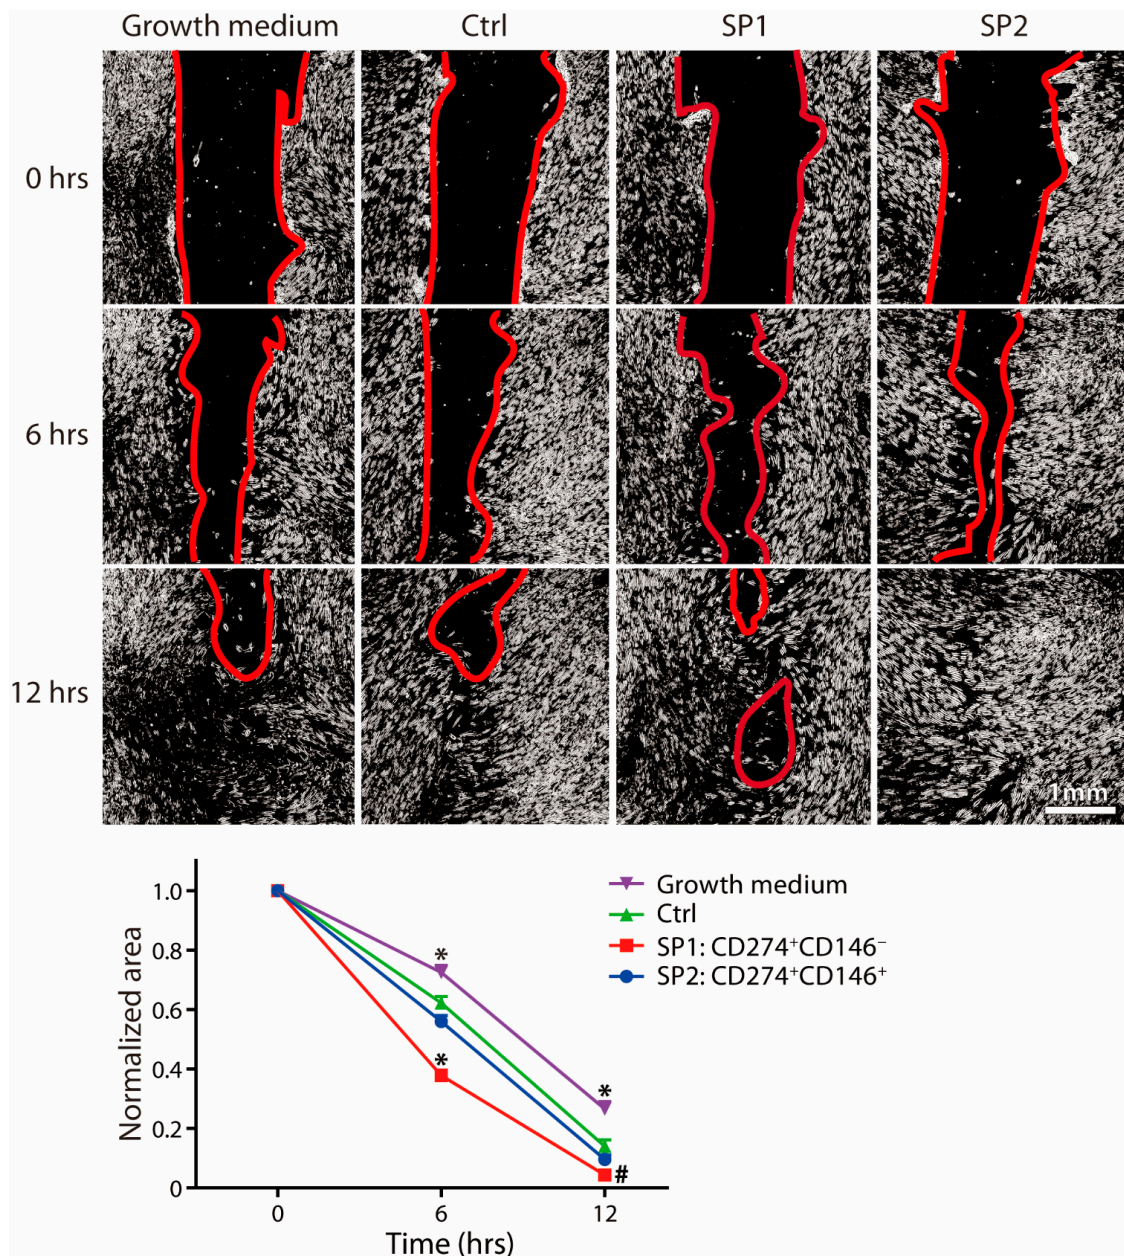 Growth medium Ctrl SP1 SP2
0 hrs
6 hrs
12 hrs
1mm
Growth medium
Ctrl
SP1: CD274⁺CD146⁻
SP2: CD274⁺CD146⁺
Normalized area
1.0
0.8
0.6
0.4
0.2
0
*
*
*
#
0 6 12
Time (hrs)